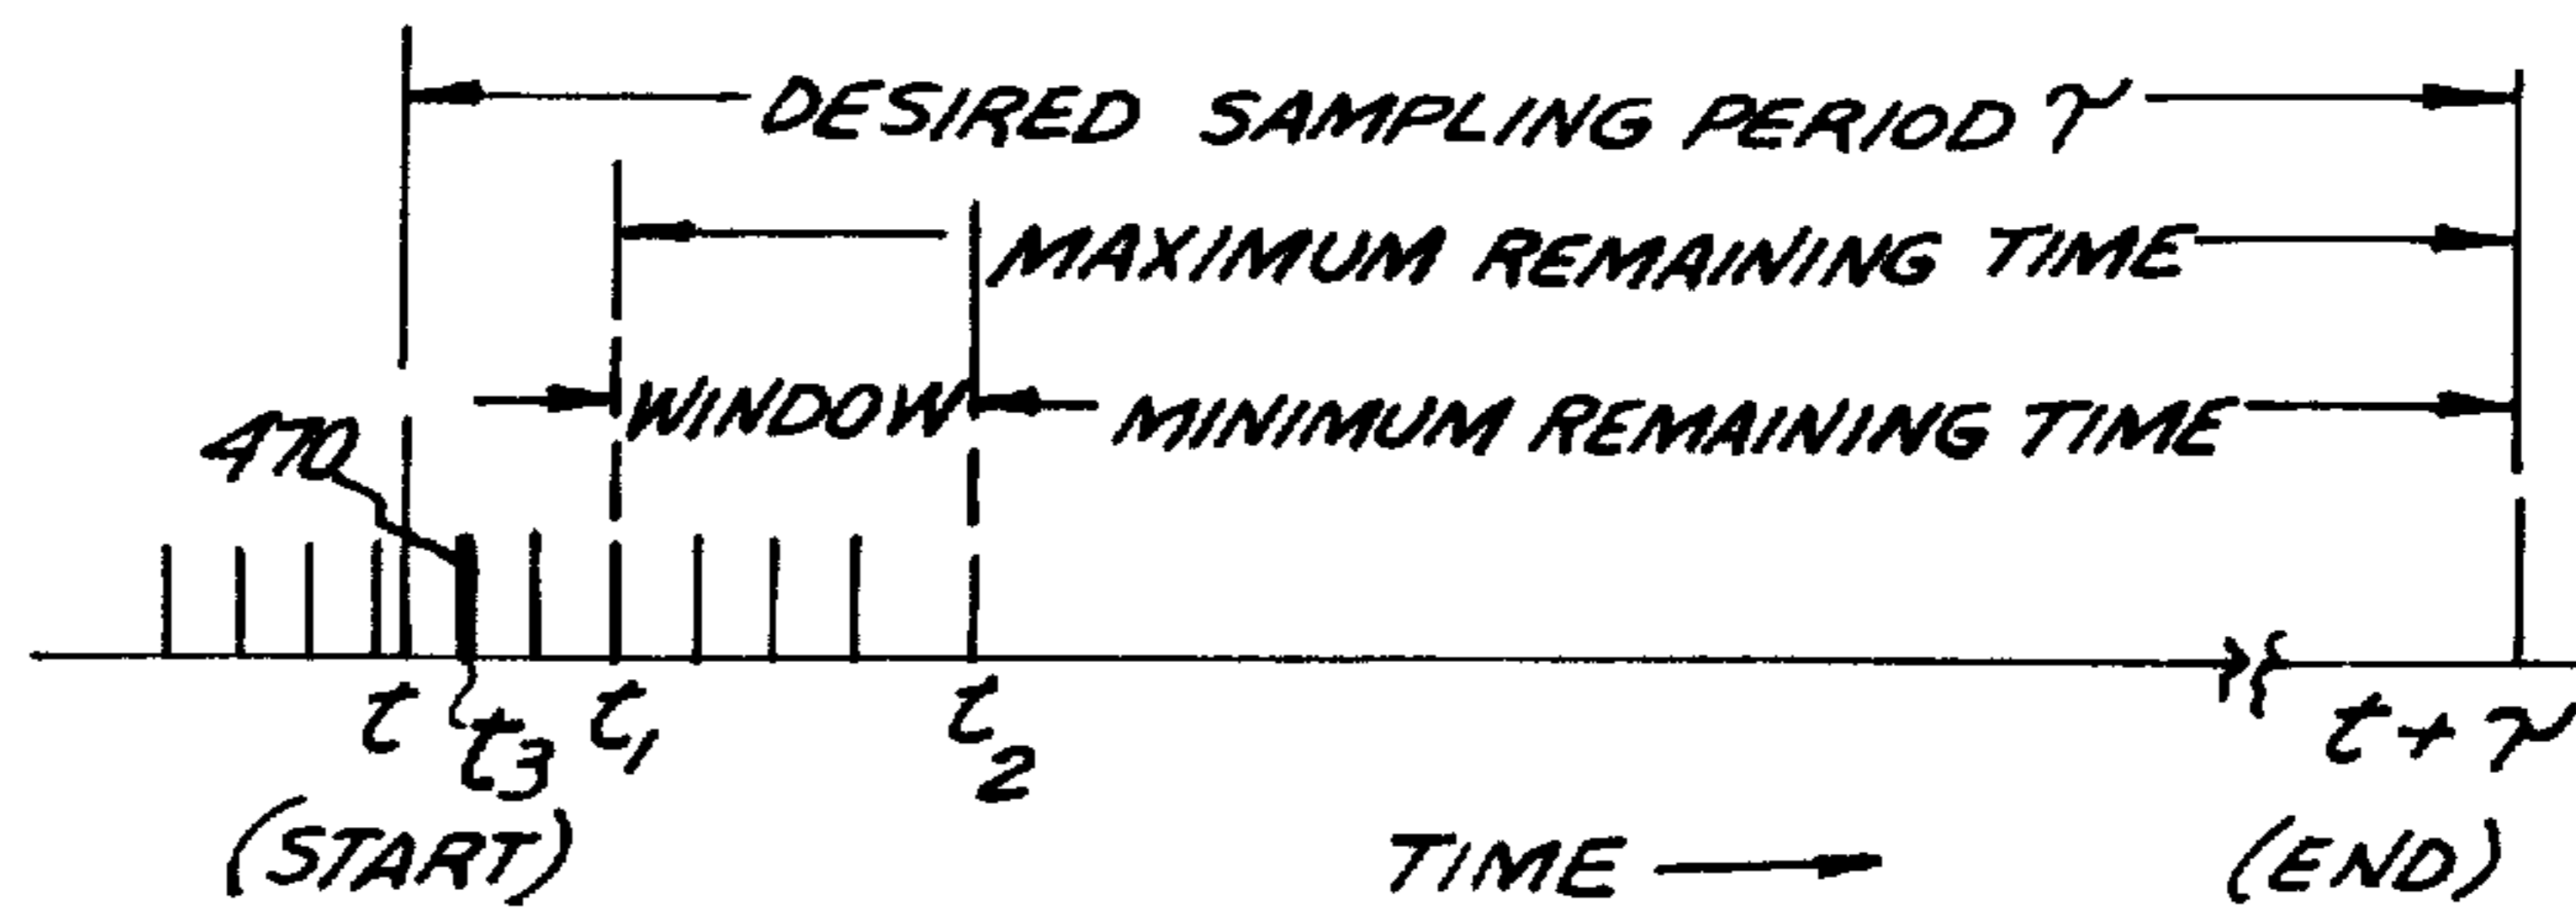 DESIRED SAMPLING PERIOD τ
MAXIMUM REMAINING TIME
WINDOW MINIMUM REMAINING TIME
470
t t₃ t₁ t₂ t + τ
(START) TIME (END)